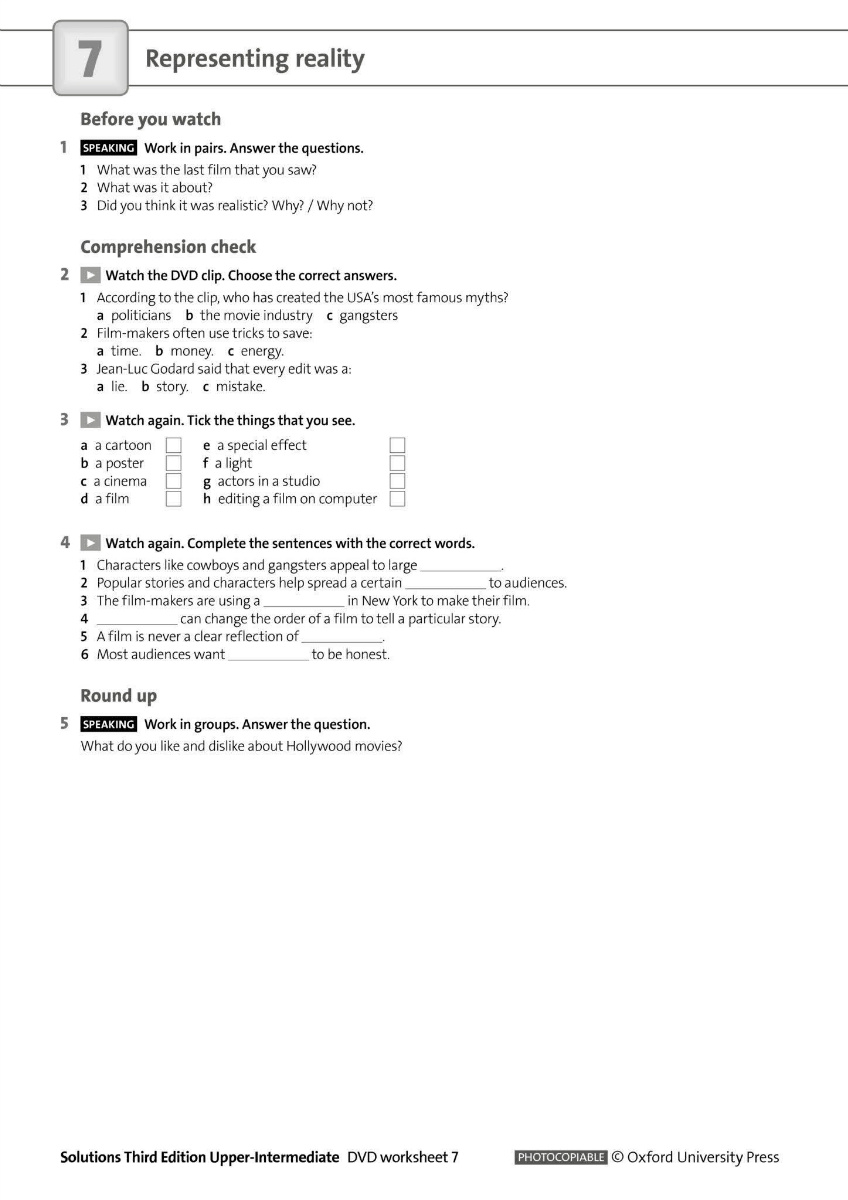 7 Representing reality
Before you watch
1 SPEAKING Work in pairs. Answer the questions.
1 What was the last film that you saw?
2 What was it about?
3 Did you think it was realistic? Why? / Why not?
Comprehension check
2 Watch the DVD clip. Choose the correct answers.
1 According to the clip, who has created the USA's most famous myths?
a politicians b the movie industry c gangsters
2 Film-makers often use tricks to save:
a time. b money. c energy.
3 Jean-Luc Godard said that every edit was a:
a lie. b story. c mistake.
3 Watch again. Tick the things that you see.
a a cartoon e a special effect
b a poster f a light
c a cinema g actors in a studio
d a film h editing a film on computer
4 Watch again. Complete the sentences with the correct words.
1 Characters like cowboys and gangsters appeal to large __________.
2 Popular stories and characters help spread a certain __________ to audiences.
3 The film-makers are using a __________ in New York to make their film.
4 __________ can change the order of a film to tell a particular story.
5 A film is never a clear reflection of __________.
6 Most audiences want __________ to be honest.
Round up
5 SPEAKING Work in groups. Answer the question.
What do you like and dislike about Hollywood movies?
Solutions Third Edition Upper-Intermediate DVD worksheet 7 PHOTOCOPIABLE © Oxford University Press